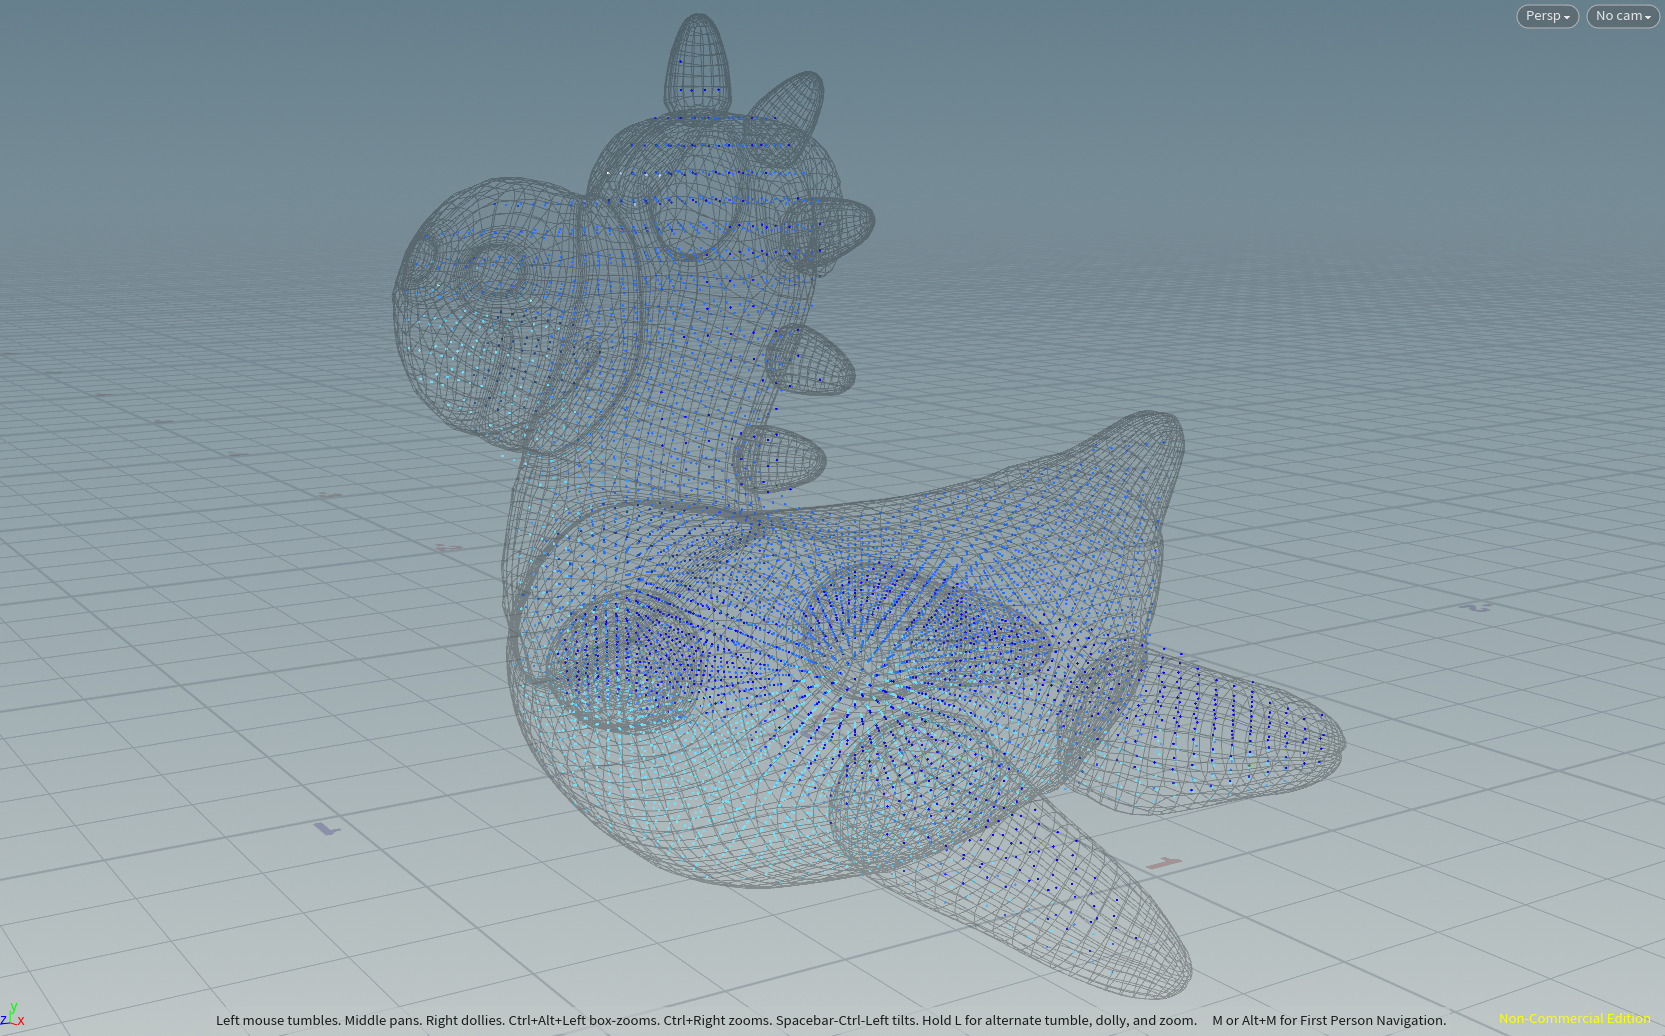 Persp
No cam
1
1
y
z x
Left mouse tumbles. Middle pans. Right dollies. Ctrl+Alt+Left box-zooms. Ctrl+Right zooms. Spacebar-Ctrl-Left tilts. Hold L for alternate tumble, dolly, and zoom. M or Alt+M for First Person Navigation.
Non-Commercial Edition